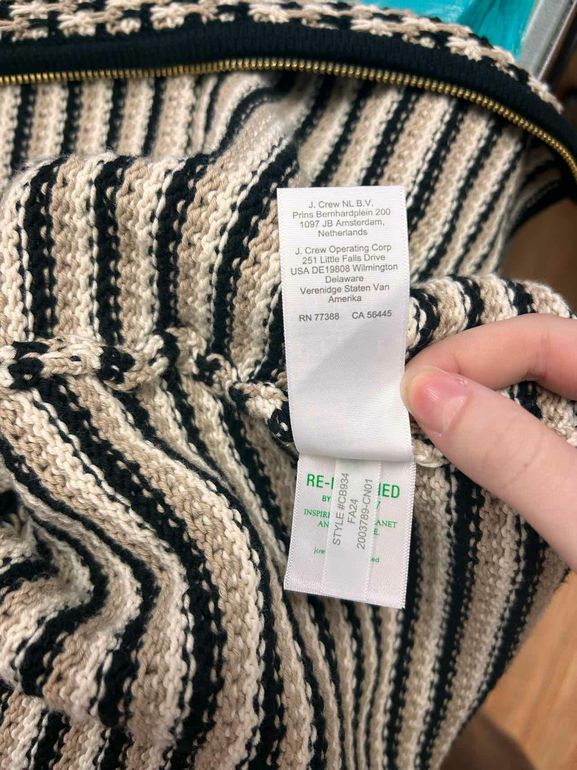 J. Crew NL B.V.
Prins Bernhardplein 200
1097 JB Amsterdam,
Netherlands
J. Crew Operating Corp
251 Little Falls Drive
USA DE19808 Wilmington
Delaware
Verenidge Staten Van
Amerika
RN 77388 CA 56445
STYLE #CB934
FA24
2003789-CN01